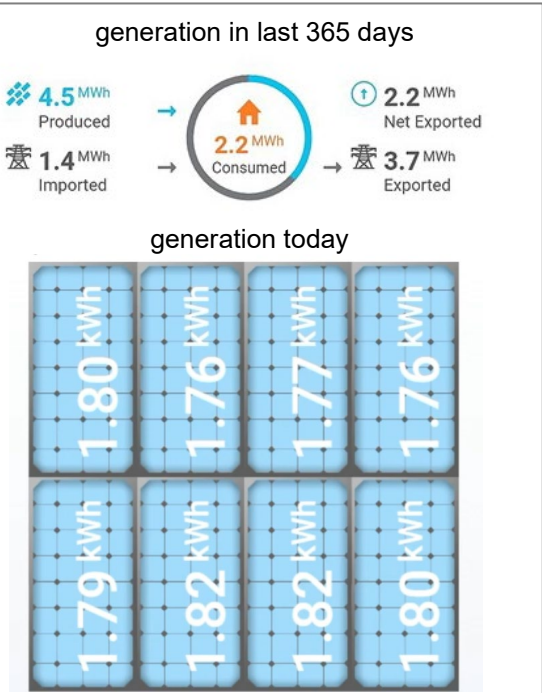 generation in last 365 days
4.5 MWh
Produced
1.4 MWh
Imported
2.2 MWh
Consumed
2.2 MWh
Net Exported
3.7 MWh
Exported
generation today
1.80 kWh
1.76 kWh
1.77 kWh
1.76 kWh
1.79 kWh
1.82 kWh
1.82 kWh
1.80 kWh